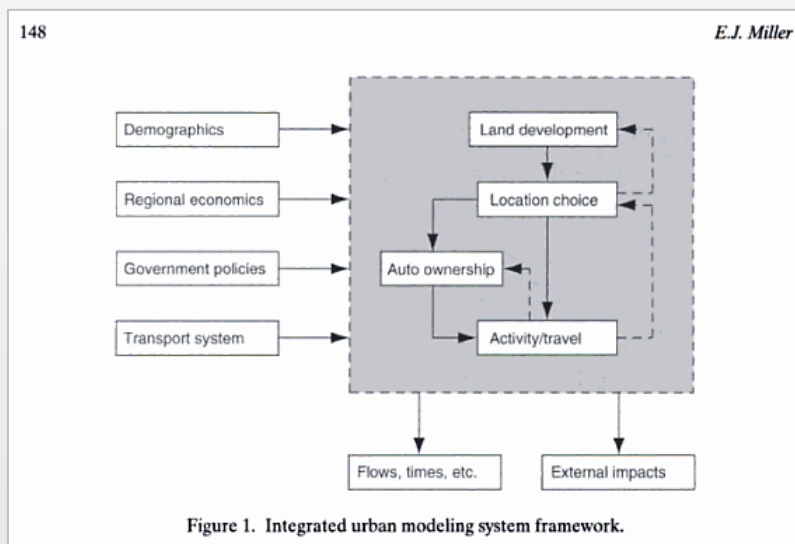 148
E.J. Miller
Demographics
Land development
Regional economics
Location choice
Government policies
Auto ownership
Transport system
Activity/travel
Flows, times, etc.
External impacts
Figure 1. Integrated urban modeling system framework.